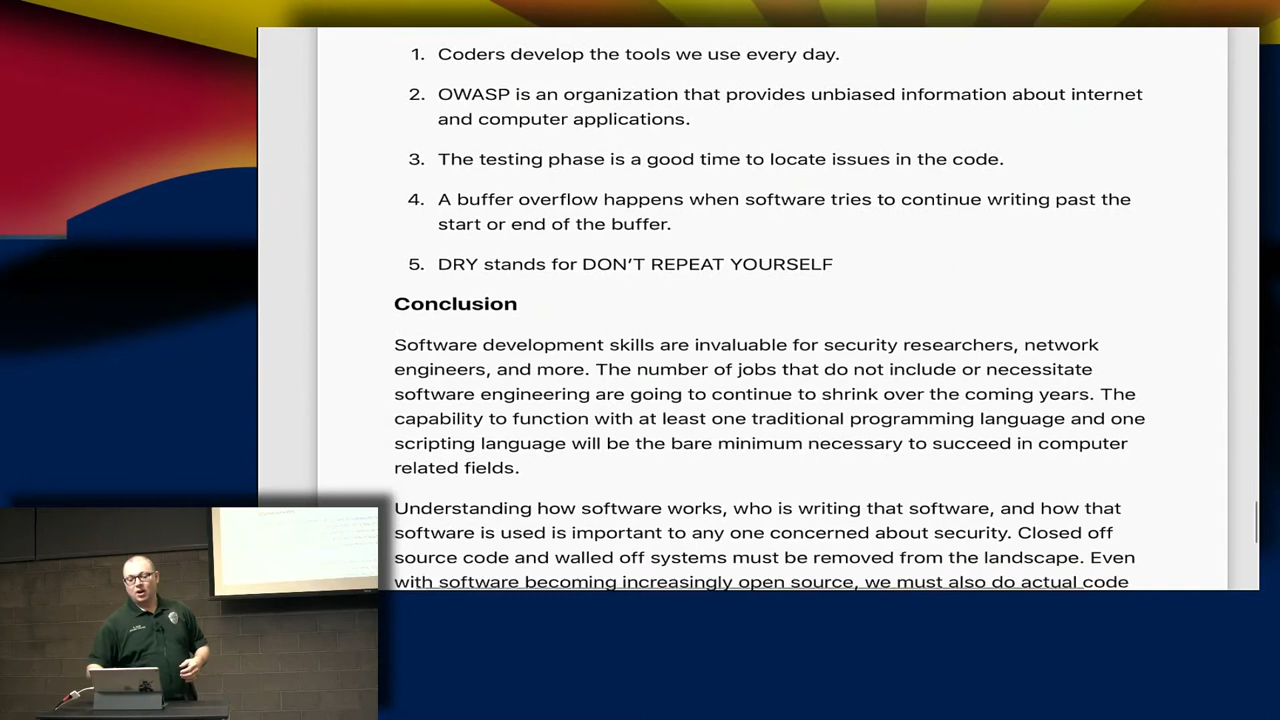 1. Coders develop the tools we use every day.
2. OWASP is an organization that provides unbiased information about internet
and computer applications.
3. The testing phase is a good time to locate issues in the code.
4. A buffer overflow happens when software tries to continue writing past the
start or end of the buffer.
5. DRY stands for DON’T REPEAT YOURSELF
Conclusion
Software development skills are invaluable for security researchers, network
engineers, and more. The number of jobs that do not include or necessitate
software engineering are going to continue to shrink over the coming years. The
capability to function with at least one traditional programming language and one
scripting language will be the bare minimum necessary to succeed in computer
related fields.
Understanding how software works, who is writing that software, and how that
software is used is important to any one concerned about security. Closed off
source code and walled off systems must be removed from the landscape. Even
with software becoming increasingly open source, we must also do actual code